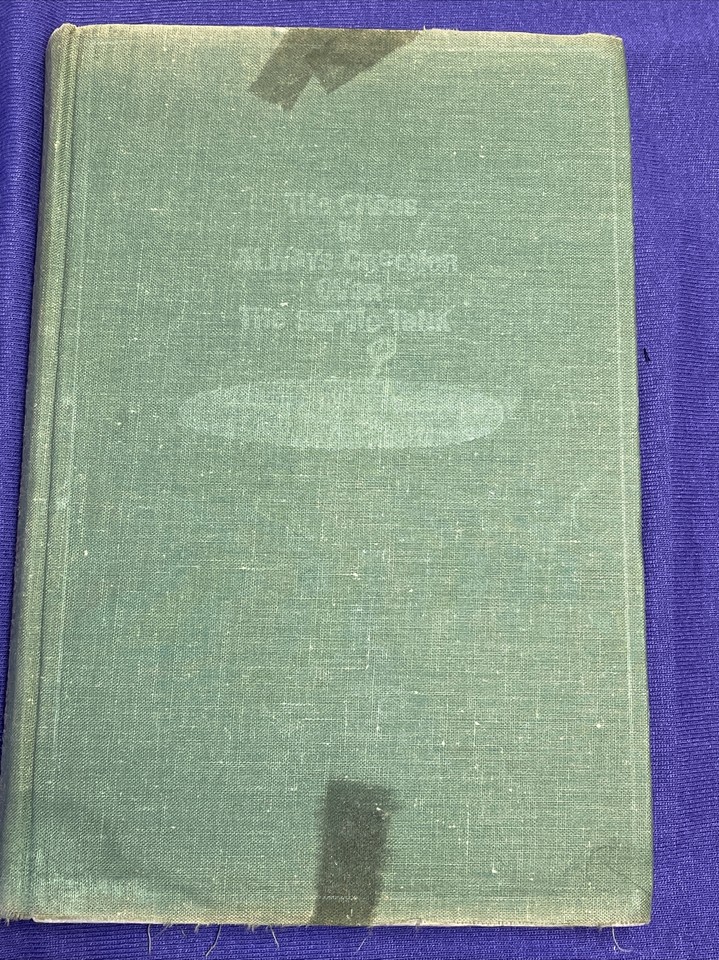 THE GRASS
IS
ALWAYS GREENER
OVER
THE SEPTIC TANK